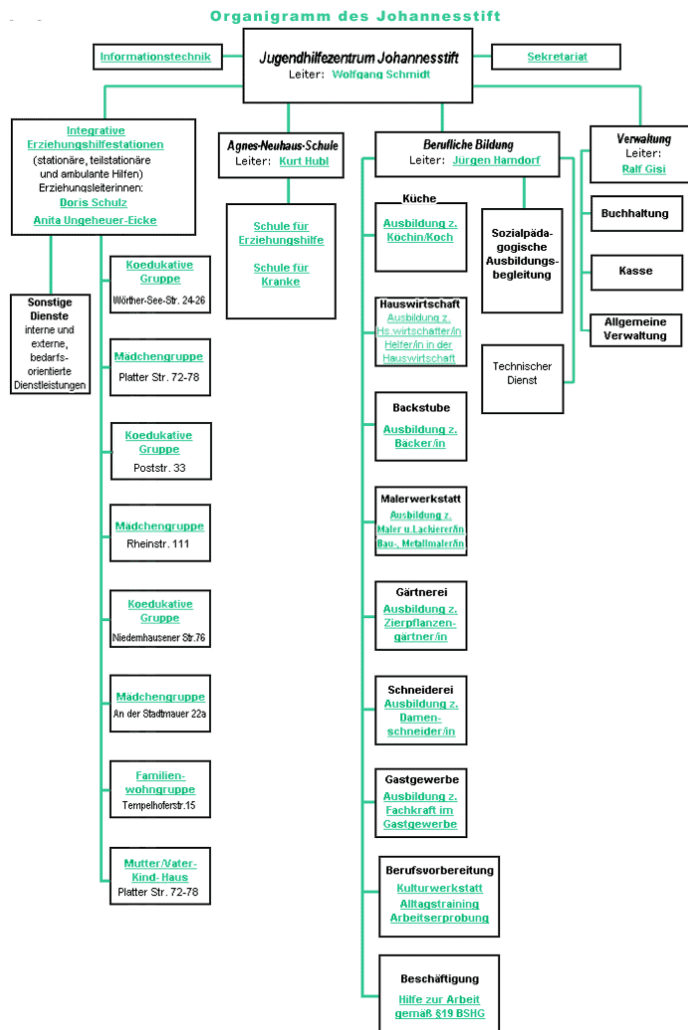 Organigramm des Johannesstift
Informationstechnik
Jugendhilfezentrum Johannesstift
Leiter: Wolfgang Schmidt
Sekretariat
Integrative
Erziehungshilfestationen
(stationäre, teilstationäre
und ambulante Hilfen)
Erziehungsleiterinnen:
Doris Schulz
Anita Ungeheuer-Eicke
Sonstige
Dienste
interne und
externe,
bedarfs-
orientierte
Dienstleistungen
Koedukative
Gruppe
Wörther-See-Str. 24-26
Mädchengruppe
Platter Str. 72-78
Koedukative
Gruppe
Poststr. 33
Mädchengruppe
Rheinstr. 111
Koedukative
Gruppe
Niedernhausener Str.76
Mädchengruppe
An der Stadtmauer 22a
Familien-
wohngruppe
Tempelhoferstr.15
Mutter/Vater-
Kind-Haus
Platter Str. 72-78
Agnes-Neuhaus-Schule
Leiter: Kurt Hubl
Schule für
Erziehungshilfe
Schule für
Kranke
Berufliche Bildung
Leiter: Jürgen Hamdorf
Küche
Ausbildung z.
Köchin/Koch
Hauswirtschaft
Ausbildung z.
Hs.wirtschafter/in
Helfer/in in der
Hauswirtschaft
Backstube
Ausbildung z.
Bäcker/in
Malerwerkstatt
Ausbildung z.
Maler u.Lackierer/in
Bau-, Metallmaler/in
Gärtnerei
Ausbildung z.
Zierpflanzen-
gärtner/in
Schneiderei
Ausbildung z.
Damen-
schneider/in
Gastgewerbe
Ausbildung z.
Fachkraft im
Gastgewerbe
Berufsvorbereitung
Kulturwerkstatt
Alltagstraining
Arbeitserprobung
Beschäftigung
Hilfe zur Arbeit
gemäß §19 BSHG
Sozialpäda-
gogische
Ausbildungs-
begleitung
Technischer
Dienst
Verwaltung
Leiter:
Ralf Gisi
Buchhaltung
Kasse
Allgemeine
Verwaltung